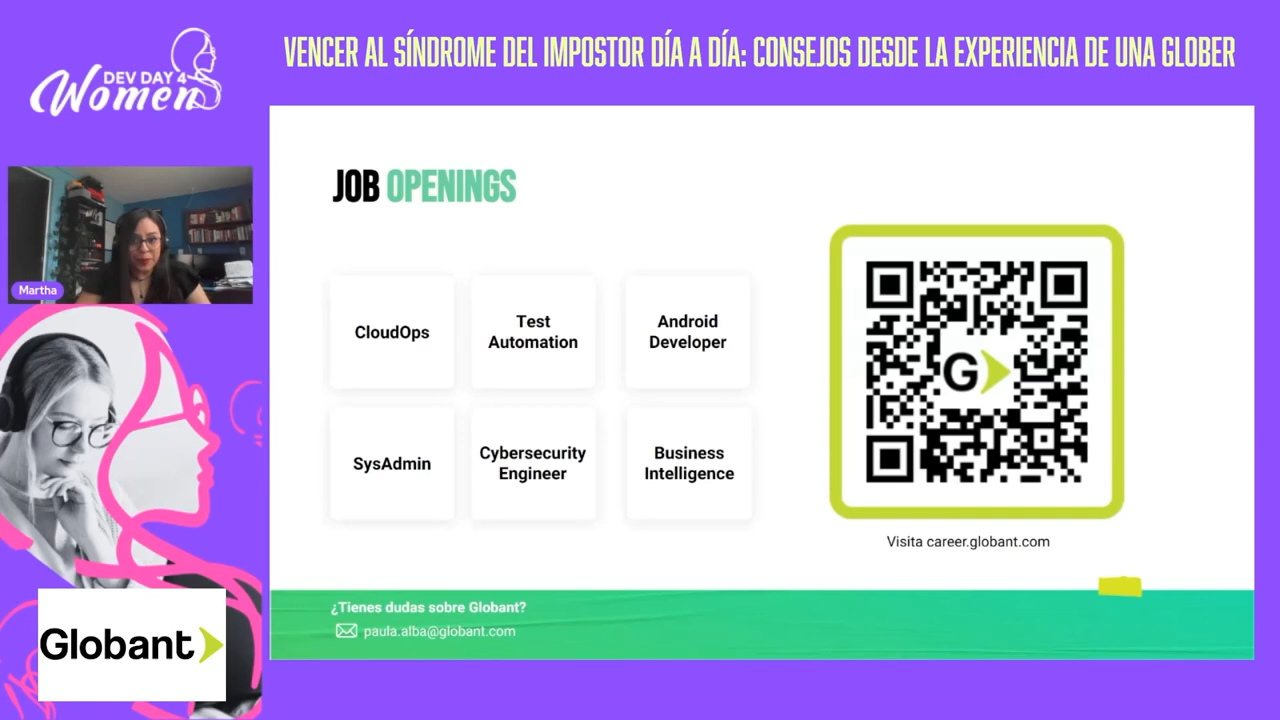 DEV DAY 4
Women
VENCER AL SÍNDROME DEL IMPOSTOR DÍA A DÍA: CONSEJOS DESDE LA EXPERIENCIA DE UNA GLOBER
Martha
JOB OPENINGS
CloudOps
Test
Automation
Android
Developer
SysAdmin
Cybersecurity
Engineer
Business
Intelligence
G
Visita career.globant.com
¿Tienes dudas sobre Globant?
paula.alba@globant.com
Globant